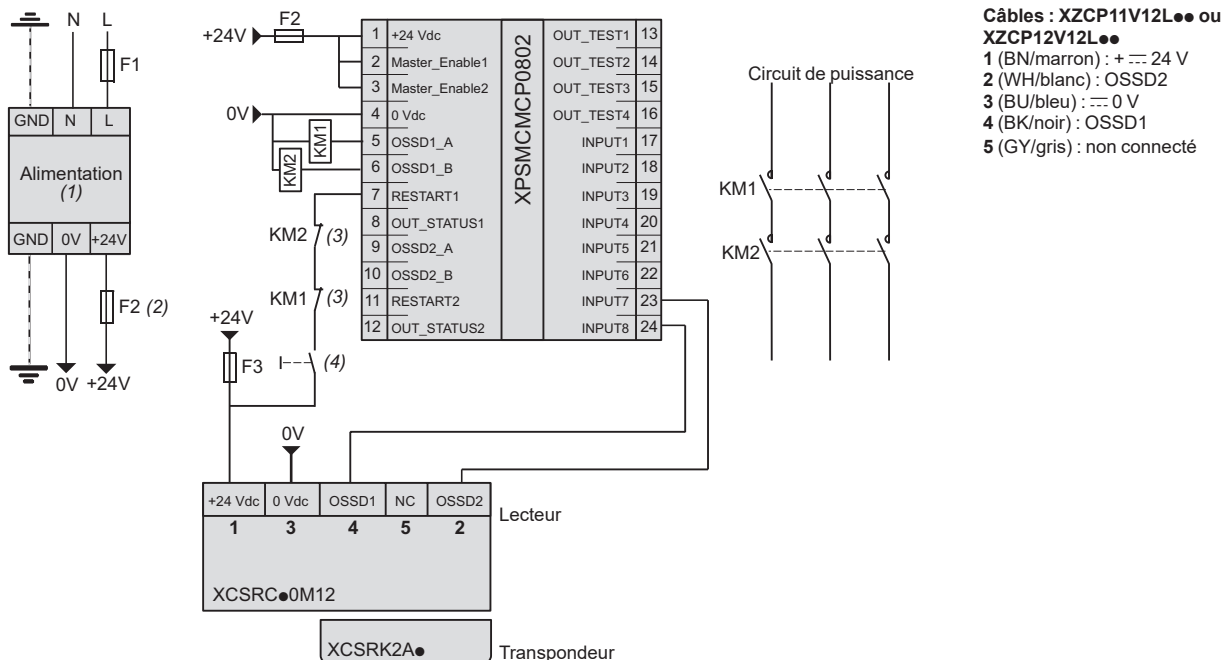 N L
F1
GND N L
Alimentation
(1)
GND 0V +24V
F2 (2)
0V +24V
F2
+24V
0V
KM1
KM2
KM2 (3)
KM1 (3)
+24V
F3
(4)
1 +24 Vdc
2 Master_Enable1
3 Master_Enable2
4 0 Vdc
5 OSSD1_A
6 OSSD1_B
7 RESTART1
8 OUT_STATUS1
9 OSSD2_A
10 OSSD2_B
11 RESTART2
12 OUT_STATUS2
XPSMCMCP0802
OUT_TEST1 13
OUT_TEST2 14
OUT_TEST3 15
OUT_TEST4 16
INPUT1 17
INPUT2 18
INPUT3 19
INPUT4 20
INPUT5 21
INPUT6 22
INPUT7 23
INPUT8 24
0V
+24 Vdc 0 Vdc OSSD1 NC OSSD2
1 3 4 5 2
Lecteur
XCSRC●0M12
XCSRK2A●
Transpondeur
Circuit de puissance
KM1
KM2
Câbles : XZCP11V12L●● ou
XZCP12V12L●●
1 (BN/marron) : + ⎓ 24 V
2 (WH/blanc) : OSSD2
3 (BU/bleu) : ⎓ 0 V
4 (BK/noir) : OSSD1
5 (GY/gris) : non connecté